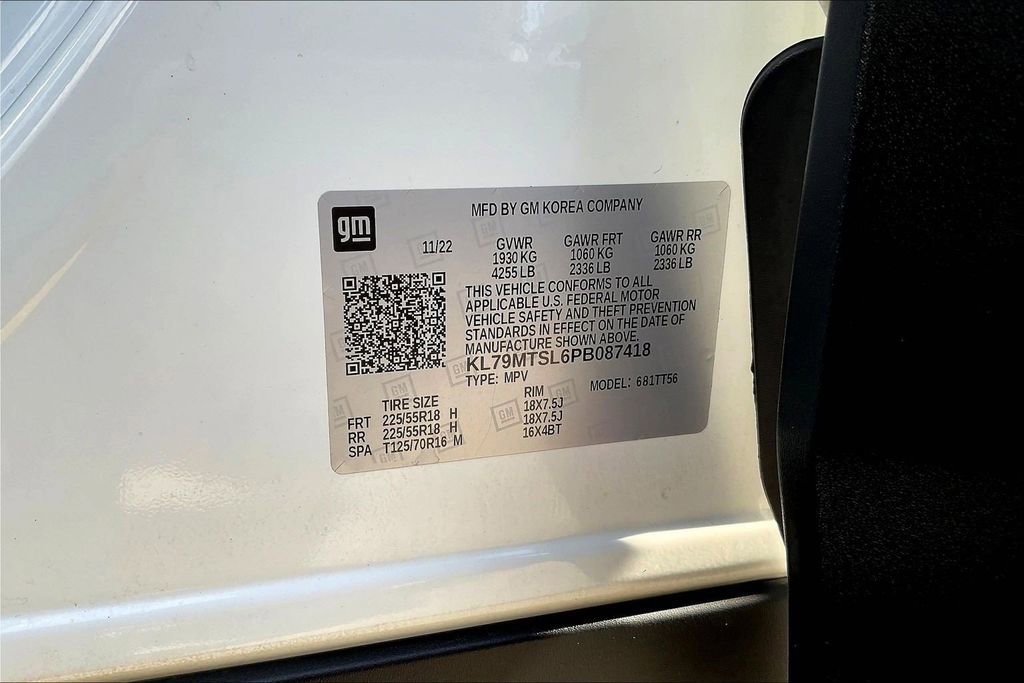 gm
MFD BY GM KOREA COMPANY
11/22 GVWR GAWR FRT GAWR RR
1930 KG 1060 KG 1060 KG
4255 LB 2336 LB 2336 LB
THIS VEHICLE CONFORMS TO ALL
APPLICABLE U.S. FEDERAL MOTOR
VEHICLE SAFETY AND THEFT PREVENTION
STANDARDS IN EFFECT ON THE DATE OF
MANUFACTURE SHOWN ABOVE.
KL79MTSL6PB087418
TYPE: MPV MODEL: 681TT56
TIRE SIZE RIM
FRT 225/55R18 H 18X7.5J
RR 225/55R18 H 18X7.5J
SPA T125/70R16 M 16X4BT